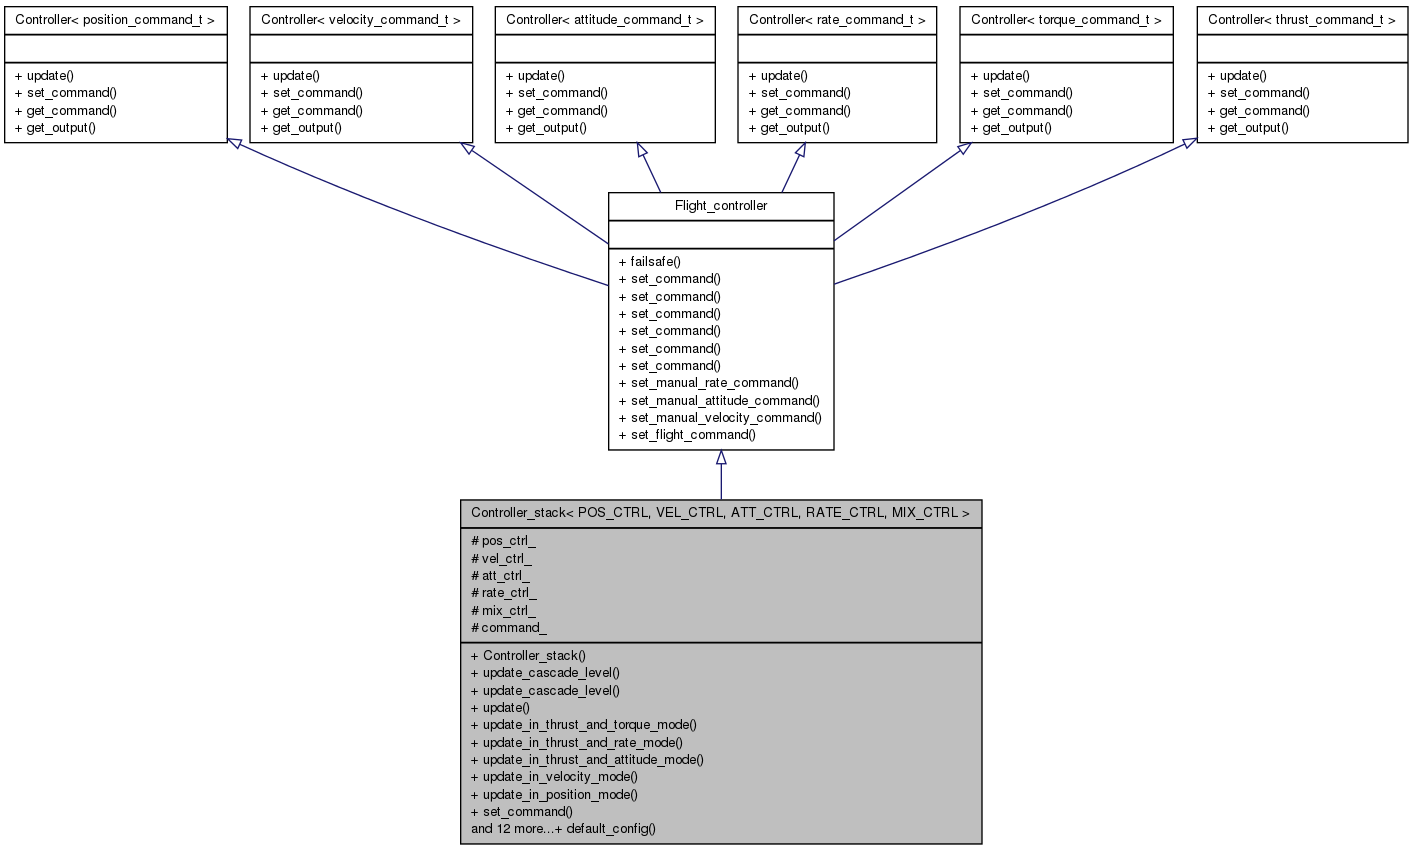 Controller< position_command_t >
+ update()
+ set_command()
+ get_command()
+ get_output()
Controller< velocity_command_t >
+ update()
+ set_command()
+ get_command()
+ get_output()
Controller< attitude_command_t >
+ update()
+ set_command()
+ get_command()
+ get_output()
Controller< rate_command_t >
+ update()
+ set_command()
+ get_command()
+ get_output()
Controller< torque_command_t >
+ update()
+ set_command()
+ get_command()
+ get_output()
Controller< thrust_command_t >
+ update()
+ set_command()
+ get_command()
+ get_output()
Flight_controller
+ failsafe()
+ set_command()
+ set_command()
+ set_command()
+ set_command()
+ set_command()
+ set_command()
+ set_manual_rate_command()
+ set_manual_attitude_command()
+ set_manual_velocity_command()
+ set_flight_command()
Controller_stack< POS_CTRL, VEL_CTRL, ATT_CTRL, RATE_CTRL, MIX_CTRL >
# pos_ctrl_
# vel_ctrl_
# att_ctrl_
# rate_ctrl_
# mix_ctrl_
# command_
+ Controller_stack()
+ update_cascade_level()
+ update_cascade_level()
+ update()
+ update_in_thrust_and_torque_mode()
+ update_in_thrust_and_rate_mode()
+ update_in_thrust_and_attitude_mode()
+ update_in_velocity_mode()
+ update_in_position_mode()
+ set_command()
and 12 more...+ default_config()